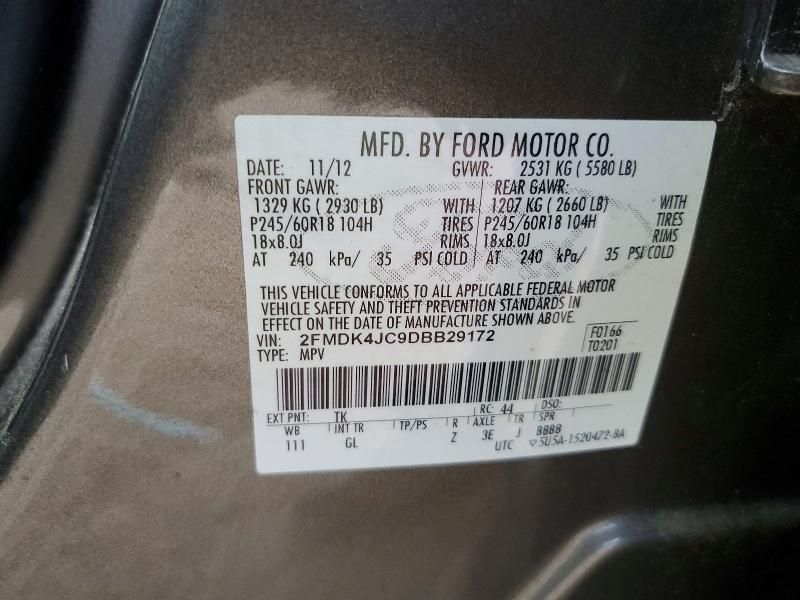 MFD. BY FORD MOTOR CO.
DATE: 11/12 GVWR: 2531 KG ( 5580 LB)
FRONT GAWR: REAR GAWR:
1329 KG ( 2930 LB) WITH 1207 KG ( 2660 LB) WITH
P245/60R18 104H TIRES P245/60R18 104H TIRES
18x8.0J RIMS 18x8.0J RIMS
AT 240 kPa/ 35 PSI COLD AT 240 kPa/ 35 PSI COLD
THIS VEHICLE CONFORMS TO ALL APPLICABLE FEDERAL MOTOR
VEHICLE SAFETY AND THEFT PREVENTION STANDARDS IN
EFFECT ON THE DATE OF MANUFACTURE SHOWN ABOVE.
VIN: 2FMDK4JC9DBB29172 F0166
TYPE: MPV T0201
EXT PNT: TK RC: 44 DSO:
WB INT TR TP/PS R AXLE TR SPR
111 GL Z 3E J BBBB
UTC ▽5U5A-1520472-BA